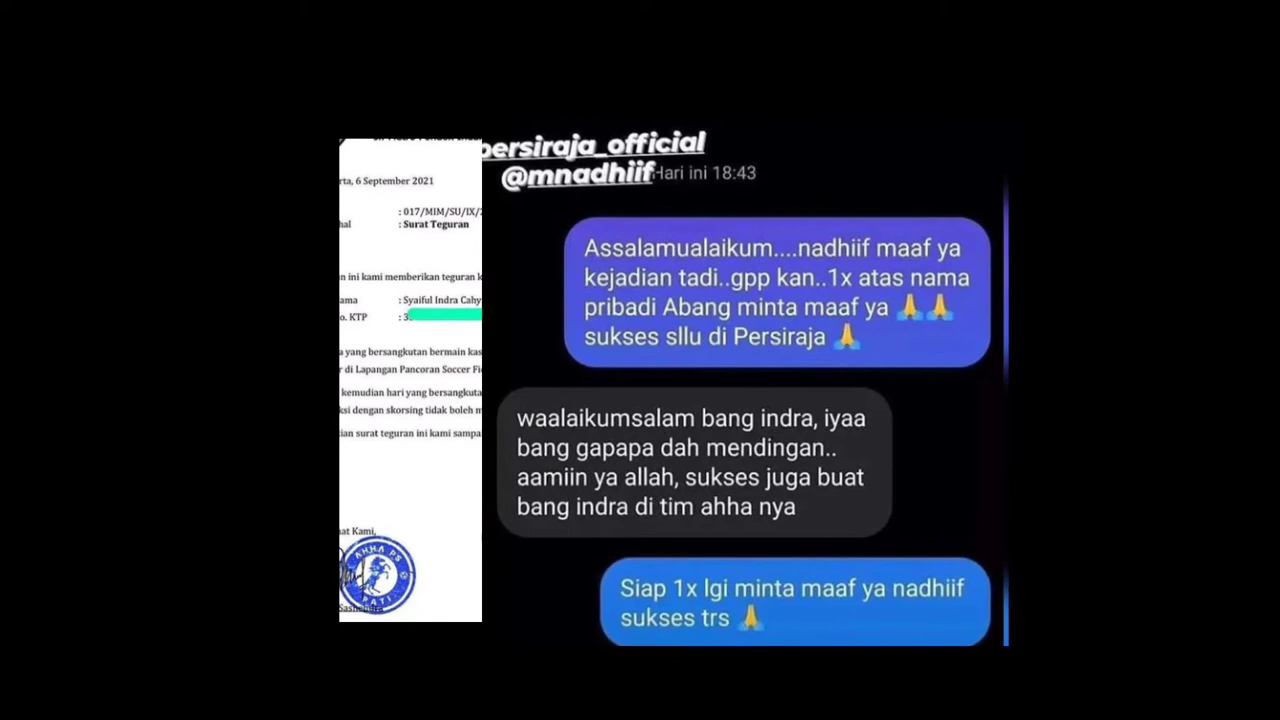 rta, 6 September 2021
: 017/MIM/SU/IX/
hal : Surat Teguran
n ini kami memberikan teguran k
ama : Syaiful Indra Cahy
o. KTP : 3
a yang bersangkutan bermain kas
r di Lapangan Pancoran Soccer Fi
kemudian hari yang bersangkuta
ksi dengan skorsing tidak boleh m
ian surat teguran ini kami sampa
nat Kami,
AHHA PS
PATI
persiraja_official
@mnadhiif
Hari ini 18:43
Assalamualaikum....nadhiif maaf ya
kejadian tadi..gpp kan..1x atas nama
pribadi Abang minta maaf ya 🙏🙏
sukses sllu di Persiraja 🙏
waalaikumsalam bang indra, iyaa
bang gapapa dah mendingan..
aamiin ya allah, sukses juga buat
bang indra di tim ahha nya
Siap 1x lgi minta maaf ya nadhiif
sukses trs 🙏